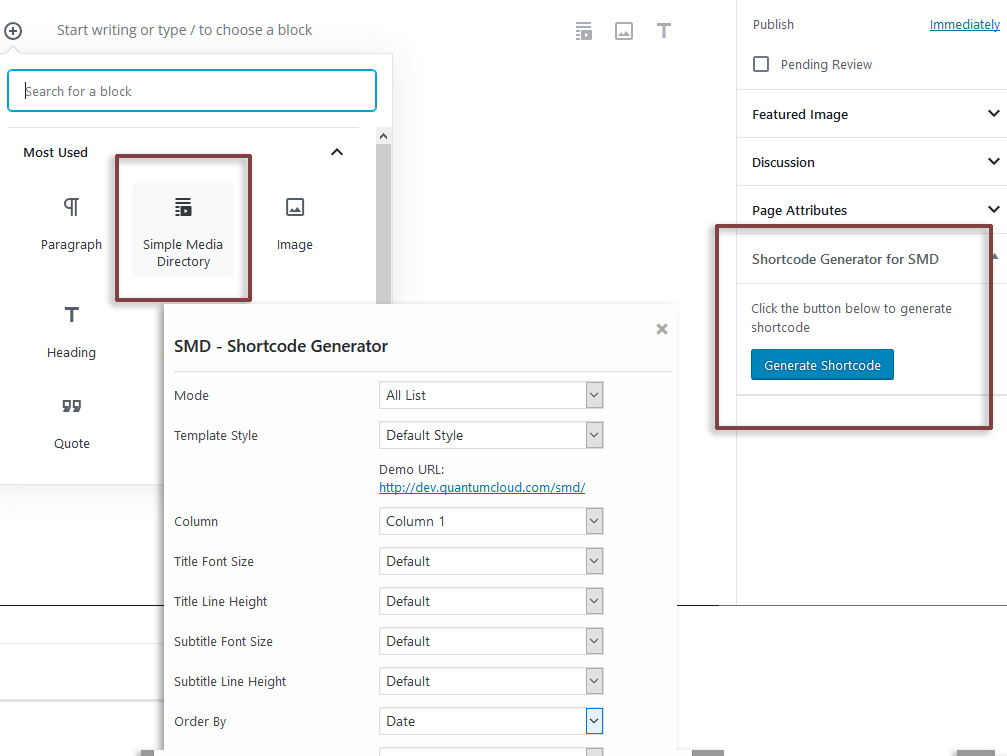 Start writing or type / to choose a block
Search for a block
Most Used
Paragraph
Simple Media
Directory
Image
Heading
Quote
Publish
Immediately
Pending Review
Featured Image
Discussion
Page Attributes
Shortcode Generator for SMD
Click the button below to generate
shortcode
Generate Shortcode
SMD - Shortcode Generator
Mode
All List
Template Style
Default Style
Demo URL:
http://dev.quantumcloud.com/smd/
Column
Column 1
Title Font Size
Default
Title Line Height
Default
Subtitle Font Size
Default
Subtitle Line Height
Default
Order By
Date